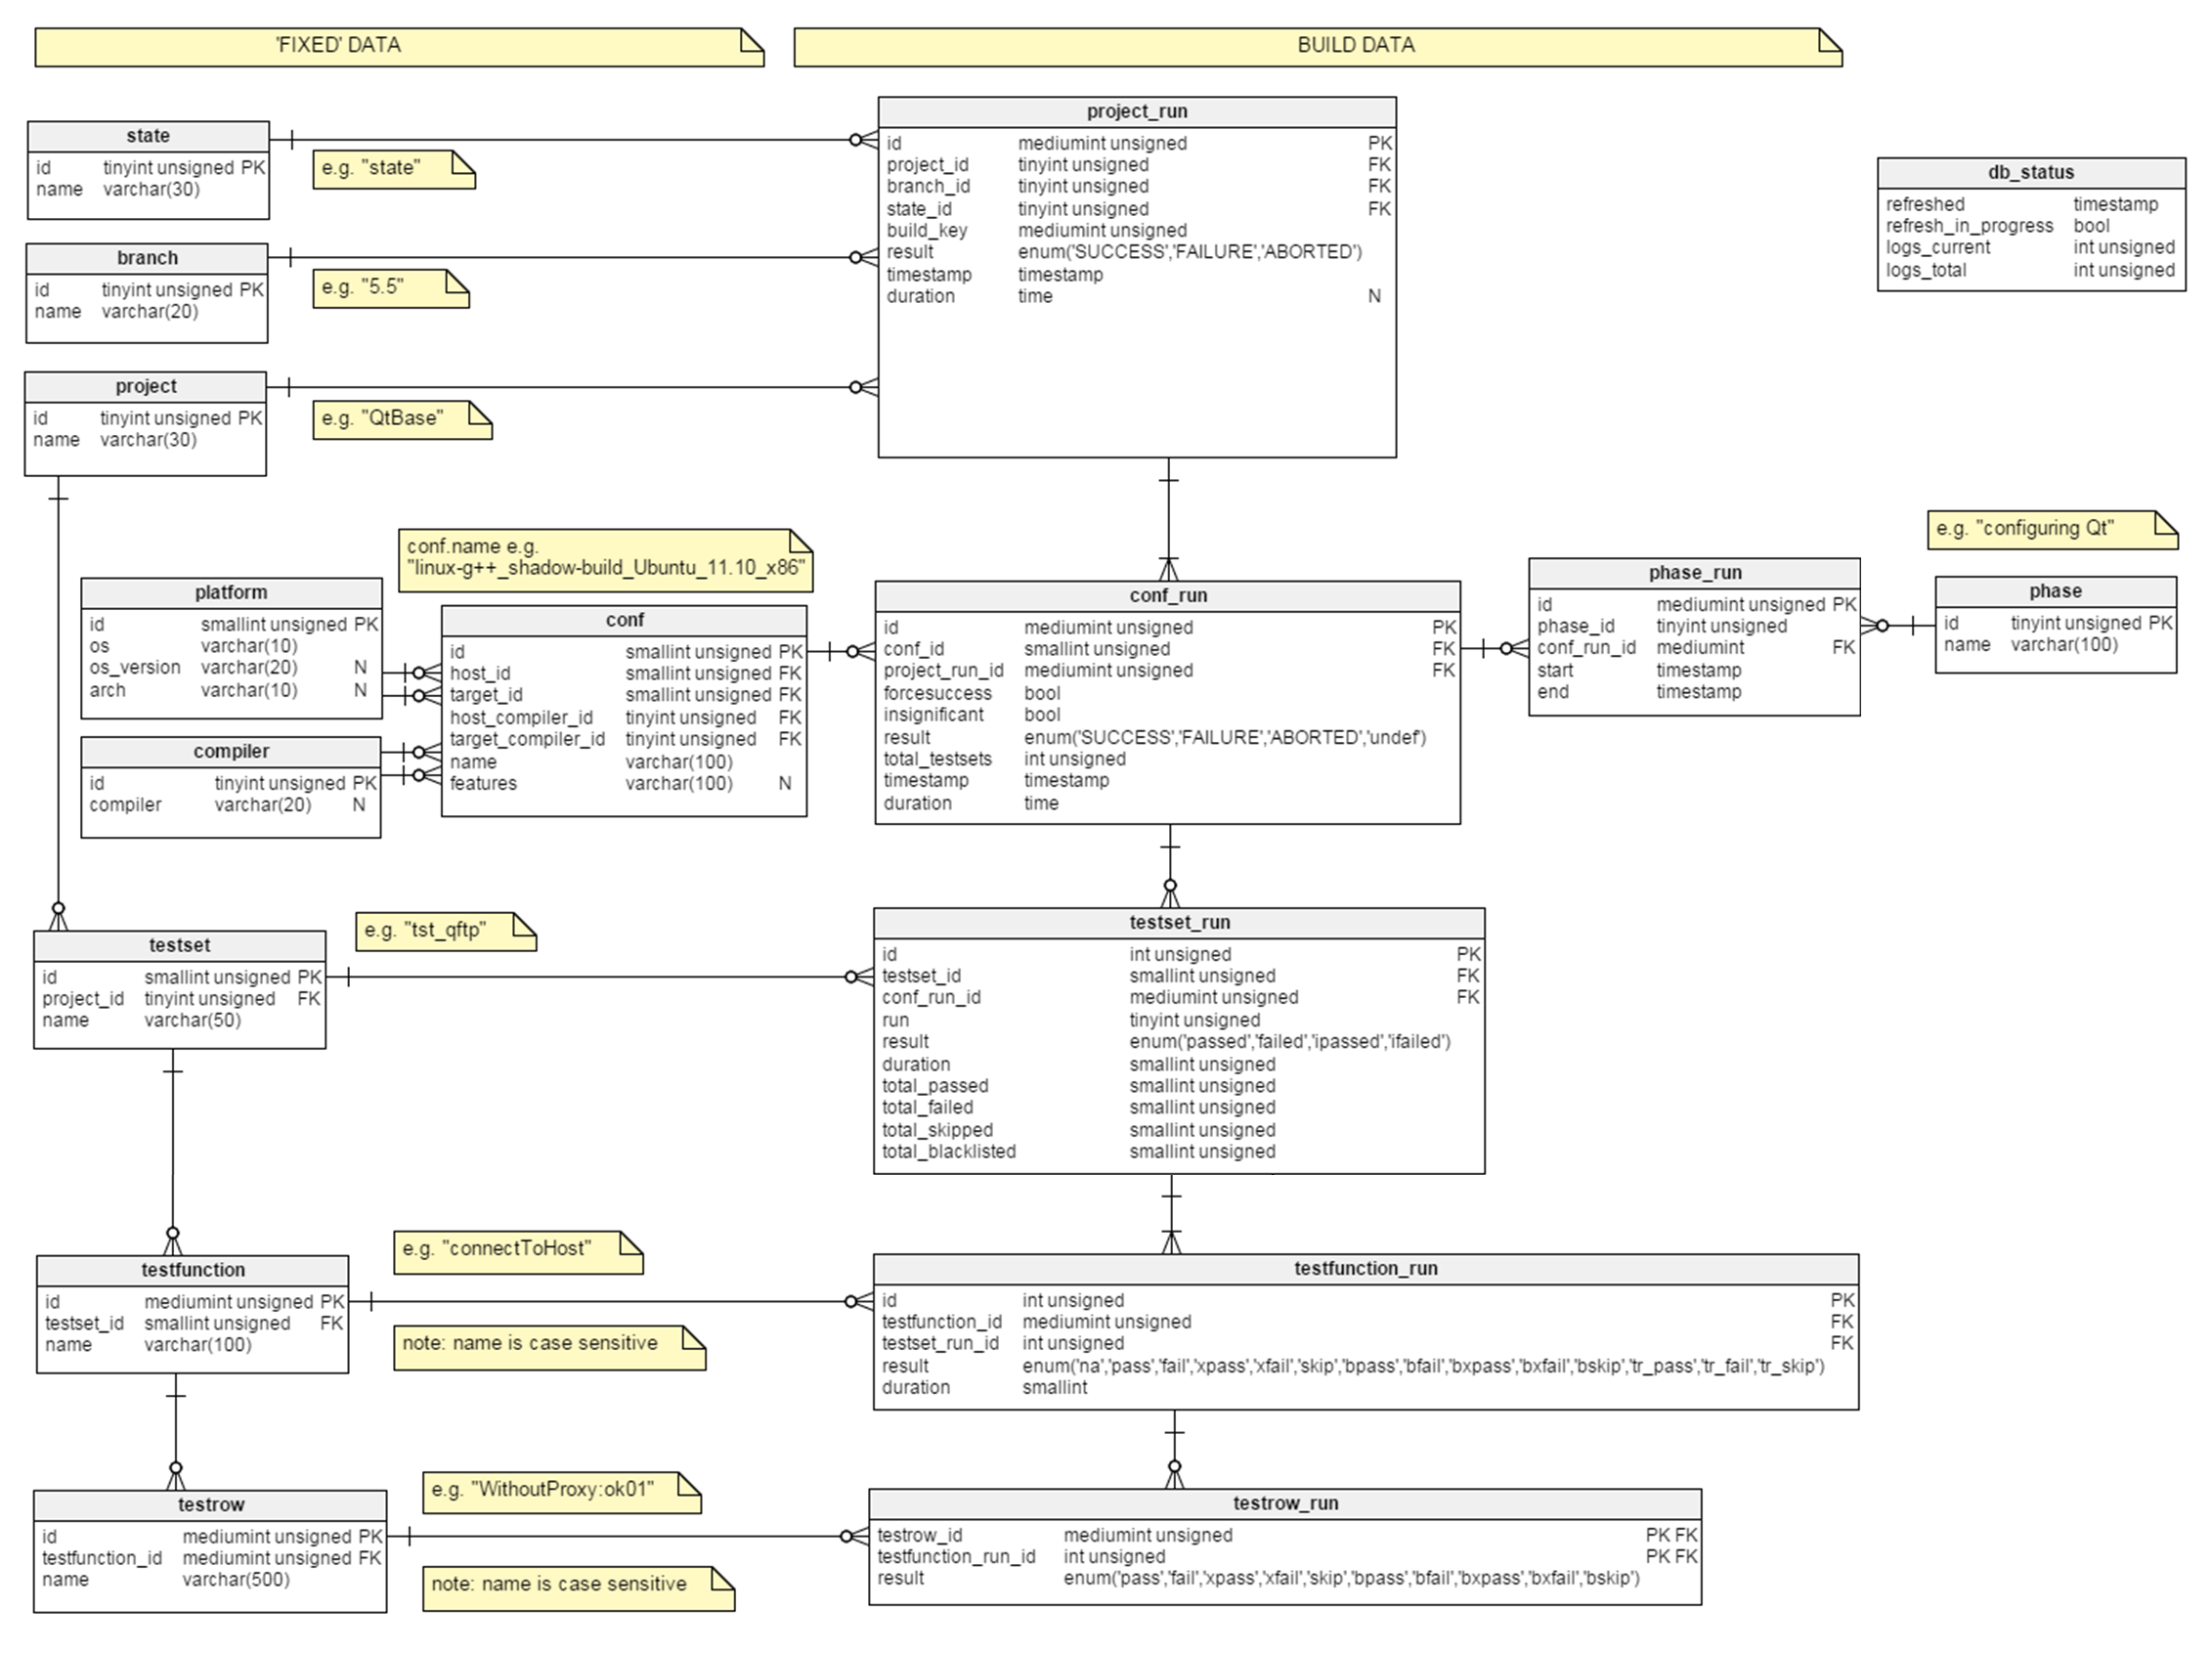 'FIXED' DATA
BUILD DATA
state
id tinyint unsigned PK
name varchar(30)
e.g. "state"
branch
id tinyint unsigned PK
name varchar(20)
e.g. "5.5"
project
id tinyint unsigned PK
name varchar(30)
e.g. "QtBase"
project_run
id mediumint unsigned PK
project_id tinyint unsigned FK
branch_id tinyint unsigned FK
state_id tinyint unsigned FK
build_key mediumint unsigned
result enum('SUCCESS','FAILURE','ABORTED')
timestamp timestamp
duration time N
db_status
refreshed timestamp
refresh_in_progress bool
logs_current int unsigned
logs_total int unsigned
conf.name e.g.
"linux-g++_shadow-build_Ubuntu_11.10_x86"
platform
id smallint unsigned PK
os varchar(10)
os_version varchar(20) N
arch varchar(10) N
compiler
id tinyint unsigned PK
compiler varchar(20) N
conf
id smallint unsigned PK
host_id smallint unsigned FK
target_id smallint unsigned FK
host_compiler_id tinyint unsigned FK
target_compiler_id tinyint unsigned FK
name varchar(100)
features varchar(100) N
conf_run
id mediumint unsigned PK
conf_id smallint unsigned FK
project_run_id mediumint unsigned FK
forcesuccess bool
insignificant bool
result enum('SUCCESS','FAILURE','ABORTED','undef')
total_testsets int unsigned
timestamp timestamp
duration time
phase_run
id mediumint unsigned PK
phase_id tinyint unsigned
conf_run_id mediumint FK
start timestamp
end timestamp
e.g. "configuring Qt"
phase
id tinyint unsigned PK
name varchar(100)
testset
id smallint unsigned PK
project_id tinyint unsigned FK
name varchar(50)
e.g. "tst_qftp"
testset_run
id int unsigned PK
testset_id smallint unsigned FK
conf_run_id mediumint unsigned FK
run tinyint unsigned
result enum('passed','failed','ipassed','ifailed')
duration smallint unsigned
total_passed smallint unsigned
total_failed smallint unsigned
total_skipped smallint unsigned
total_blacklisted smallint unsigned
testfunction
id mediumint unsigned PK
testset_id smallint unsigned FK
name varchar(100)
e.g. "connectToHost"
note: name is case sensitive
testfunction_run
id int unsigned PK
testfunction_id mediumint unsigned FK
testset_run_id int unsigned FK
result enum('na','pass','fail','xpass','xfail','skip','bpass','bfail','bxpass','bxfail','bskip','tr_pass','tr_fail','tr_skip')
duration smallint
testrow
id mediumint unsigned PK
testfunction_id mediumint unsigned FK
name varchar(500)
e.g. "WithoutProxy:ok01"
note: name is case sensitive
testrow_run
testrow_id mediumint unsigned PK FK
testfunction_run_id int unsigned PK FK
result enum('pass','fail','xpass','xfail','skip','bpass','bfail','bxpass','bxfail','bskip')